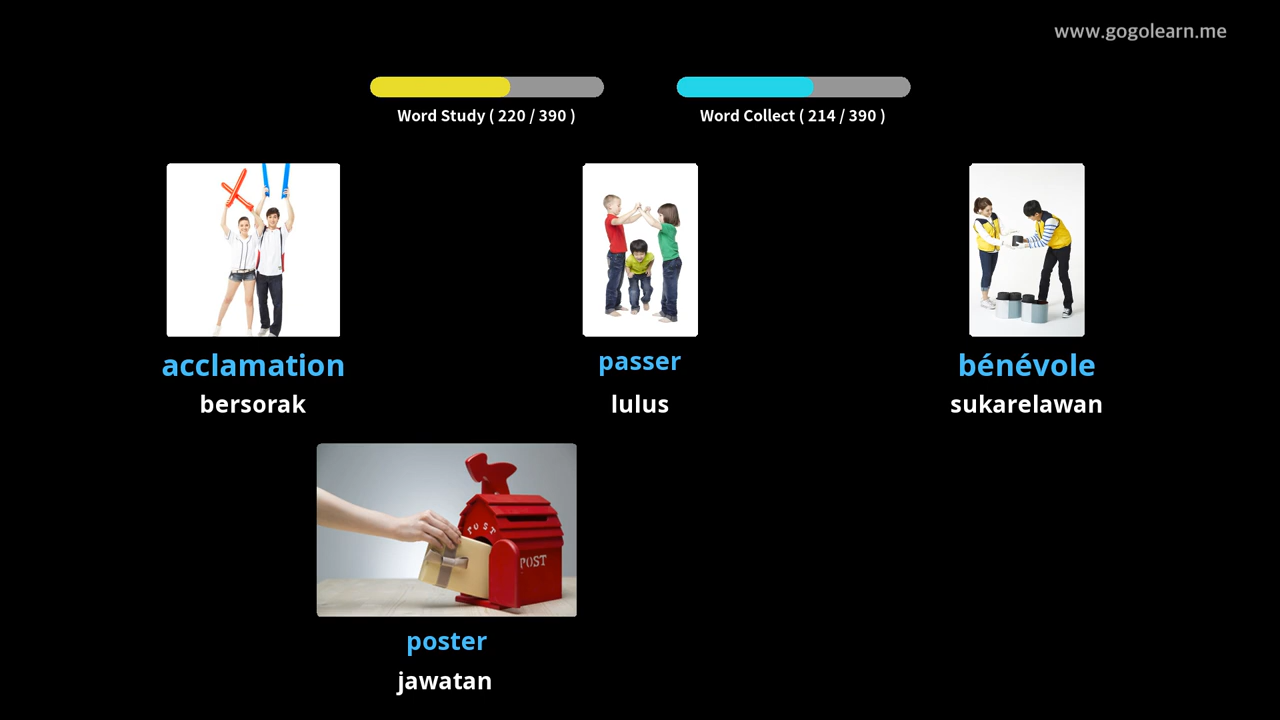 www.gogolearn.me
Word Study ( 220 / 390 )
Word Collect ( 214 / 390 )
acclamation
bersorak
passer
lulus
bénévole
sukarelawan
POST
POST
poster
jawatan